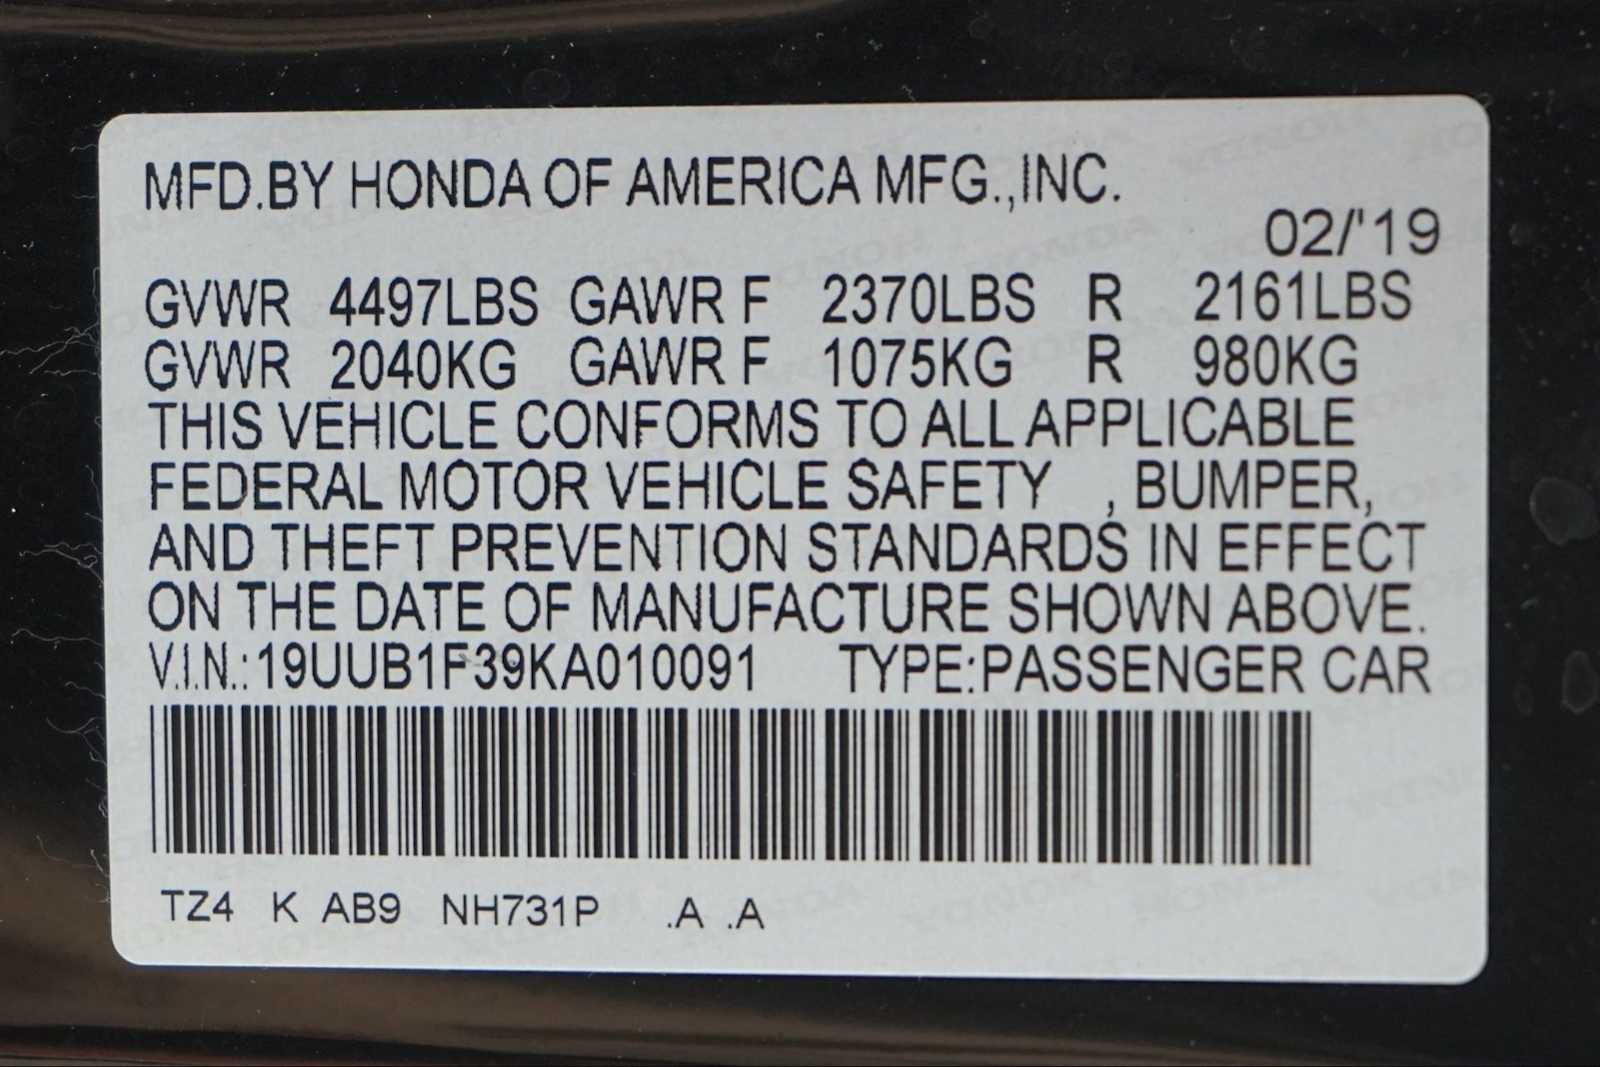 MFD.BY HONDA OF AMERICA MFG.,INC.
02/'19
GVWR 4497LBS GAWR F 2370LBS R 2161LBS
GVWR 2040KG GAWR F 1075KG R 980KG
THIS VEHICLE CONFORMS TO ALL APPLICABLE
FEDERAL MOTOR VEHICLE SAFETY , BUMPER,
AND THEFT PREVENTION STANDARDS IN EFFECT
ON THE DATE OF MANUFACTURE SHOWN ABOVE.
V.I.N.:19UUB1F39KA010091 TYPE:PASSENGER CAR
TZ4 K AB9 NH731P .A .A